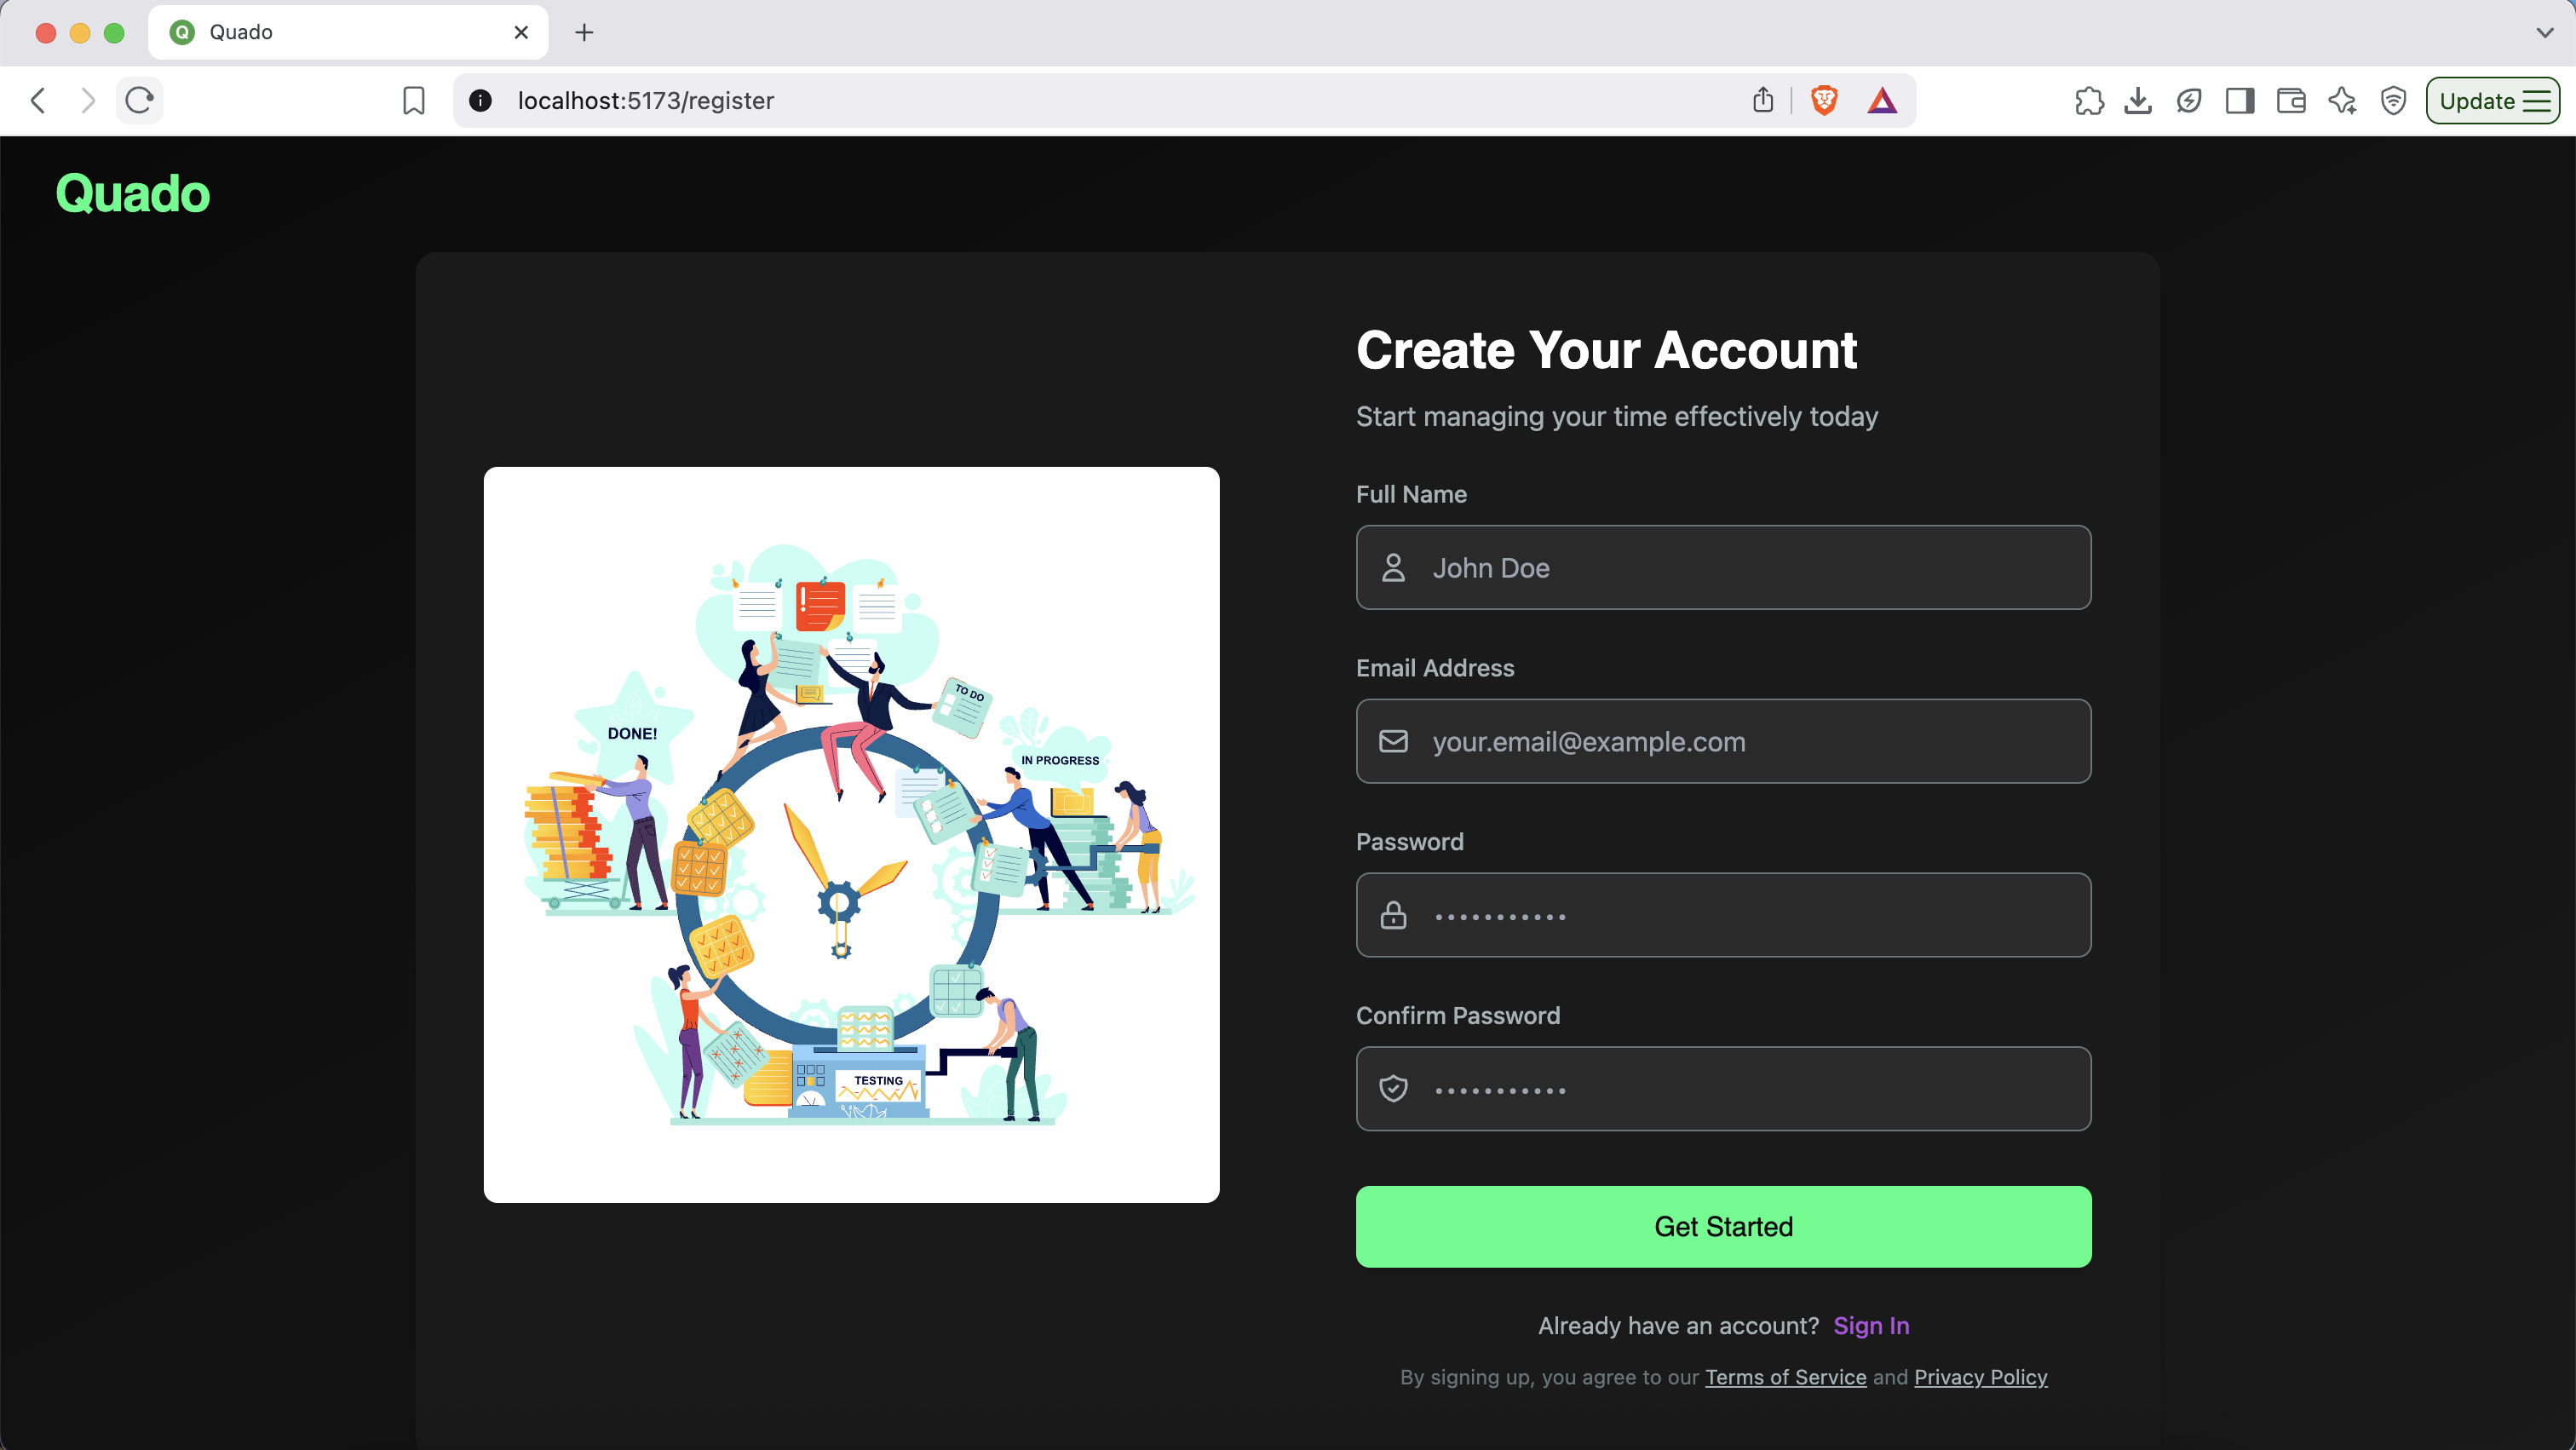 Quado
localhost:5173/register
Update
Quado
Create Your Account
Start managing your time effectively today
Full Name
John Doe
Email Address
your.email@example.com
Password
•••••••••••
Confirm Password
•••••••••••
Get Started
Already have an account? Sign In
By signing up, you agree to our Terms of Service and Privacy Policy
TO DO
DONE!
IN PROGRESS
TESTING